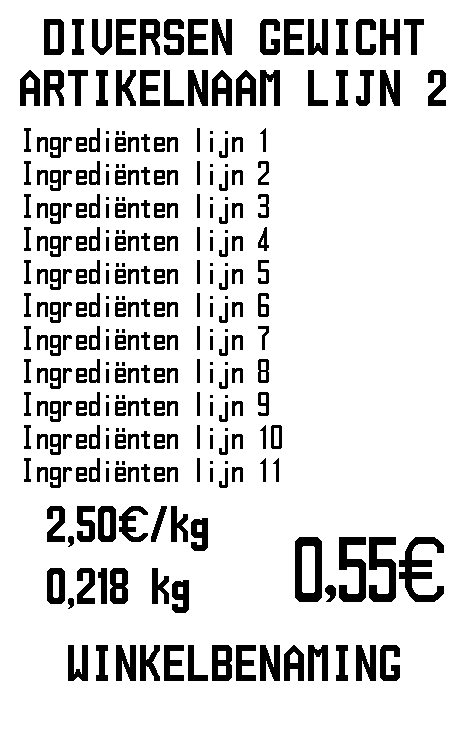 DIVERSEN GEWICHT
ARTIKELNAAM LIJN 2
Ingrediënten lijn 1
Ingrediënten lijn 2
Ingrediënten lijn 3
Ingrediënten lijn 4
Ingrediënten lijn 5
Ingrediënten lijn 6
Ingrediënten lijn 7
Ingrediënten lijn 8
Ingrediënten lijn 9
Ingrediënten lijn 10
Ingrediënten lijn 11
2,50€/kg
0,218 kg
0,55€
WINKELBENAMING